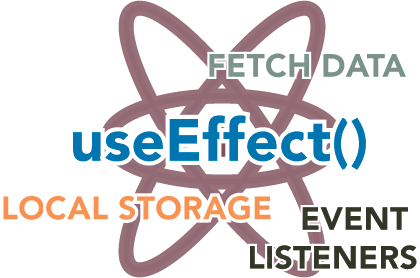 FETCH DATA
useEffect()
LOCAL STORAGE
EVENT
LISTENERS